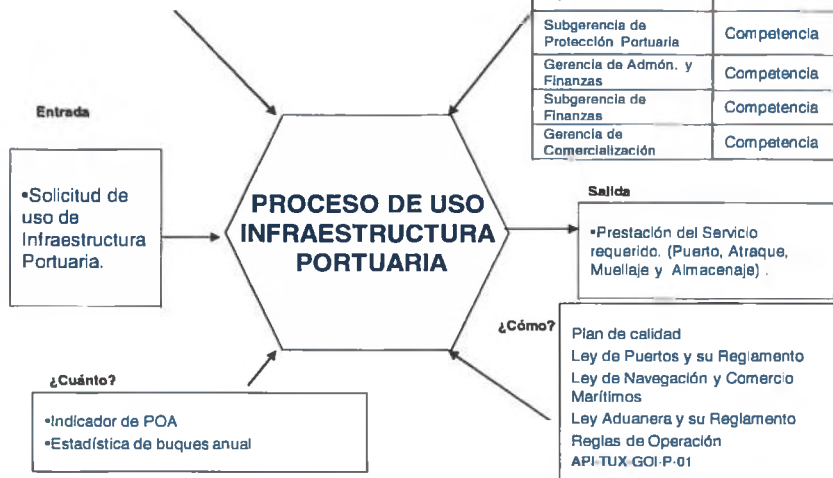 Subgerencia de
Protección Portuaria
Competencia
Gerencia de Admón. y
Finanzas
Competencia
Subgerencia de
Finanzas
Competencia
Gerencia de
Comercialización
Competencia
Entrada
•Solicitud de
uso de
Infraestructura
Portuaria.
PROCESO DE USO
INFRAESTRUCTURA
PORTUARIA
Salida
•Prestación del Servicio
requerido. (Puerto, Atraque,
Muellaje y Almacenaje) .
¿Cómo?
Plan de calidad
Ley de Puertos y su Reglamento
Ley de Navegación y Comercio
Marítimos
Ley Aduanera y su Reglamento
Reglas de Operación
API-TUX-GOI-P-01
¿Cuánto?
•Indicador de POA
•Estadística de buques anual